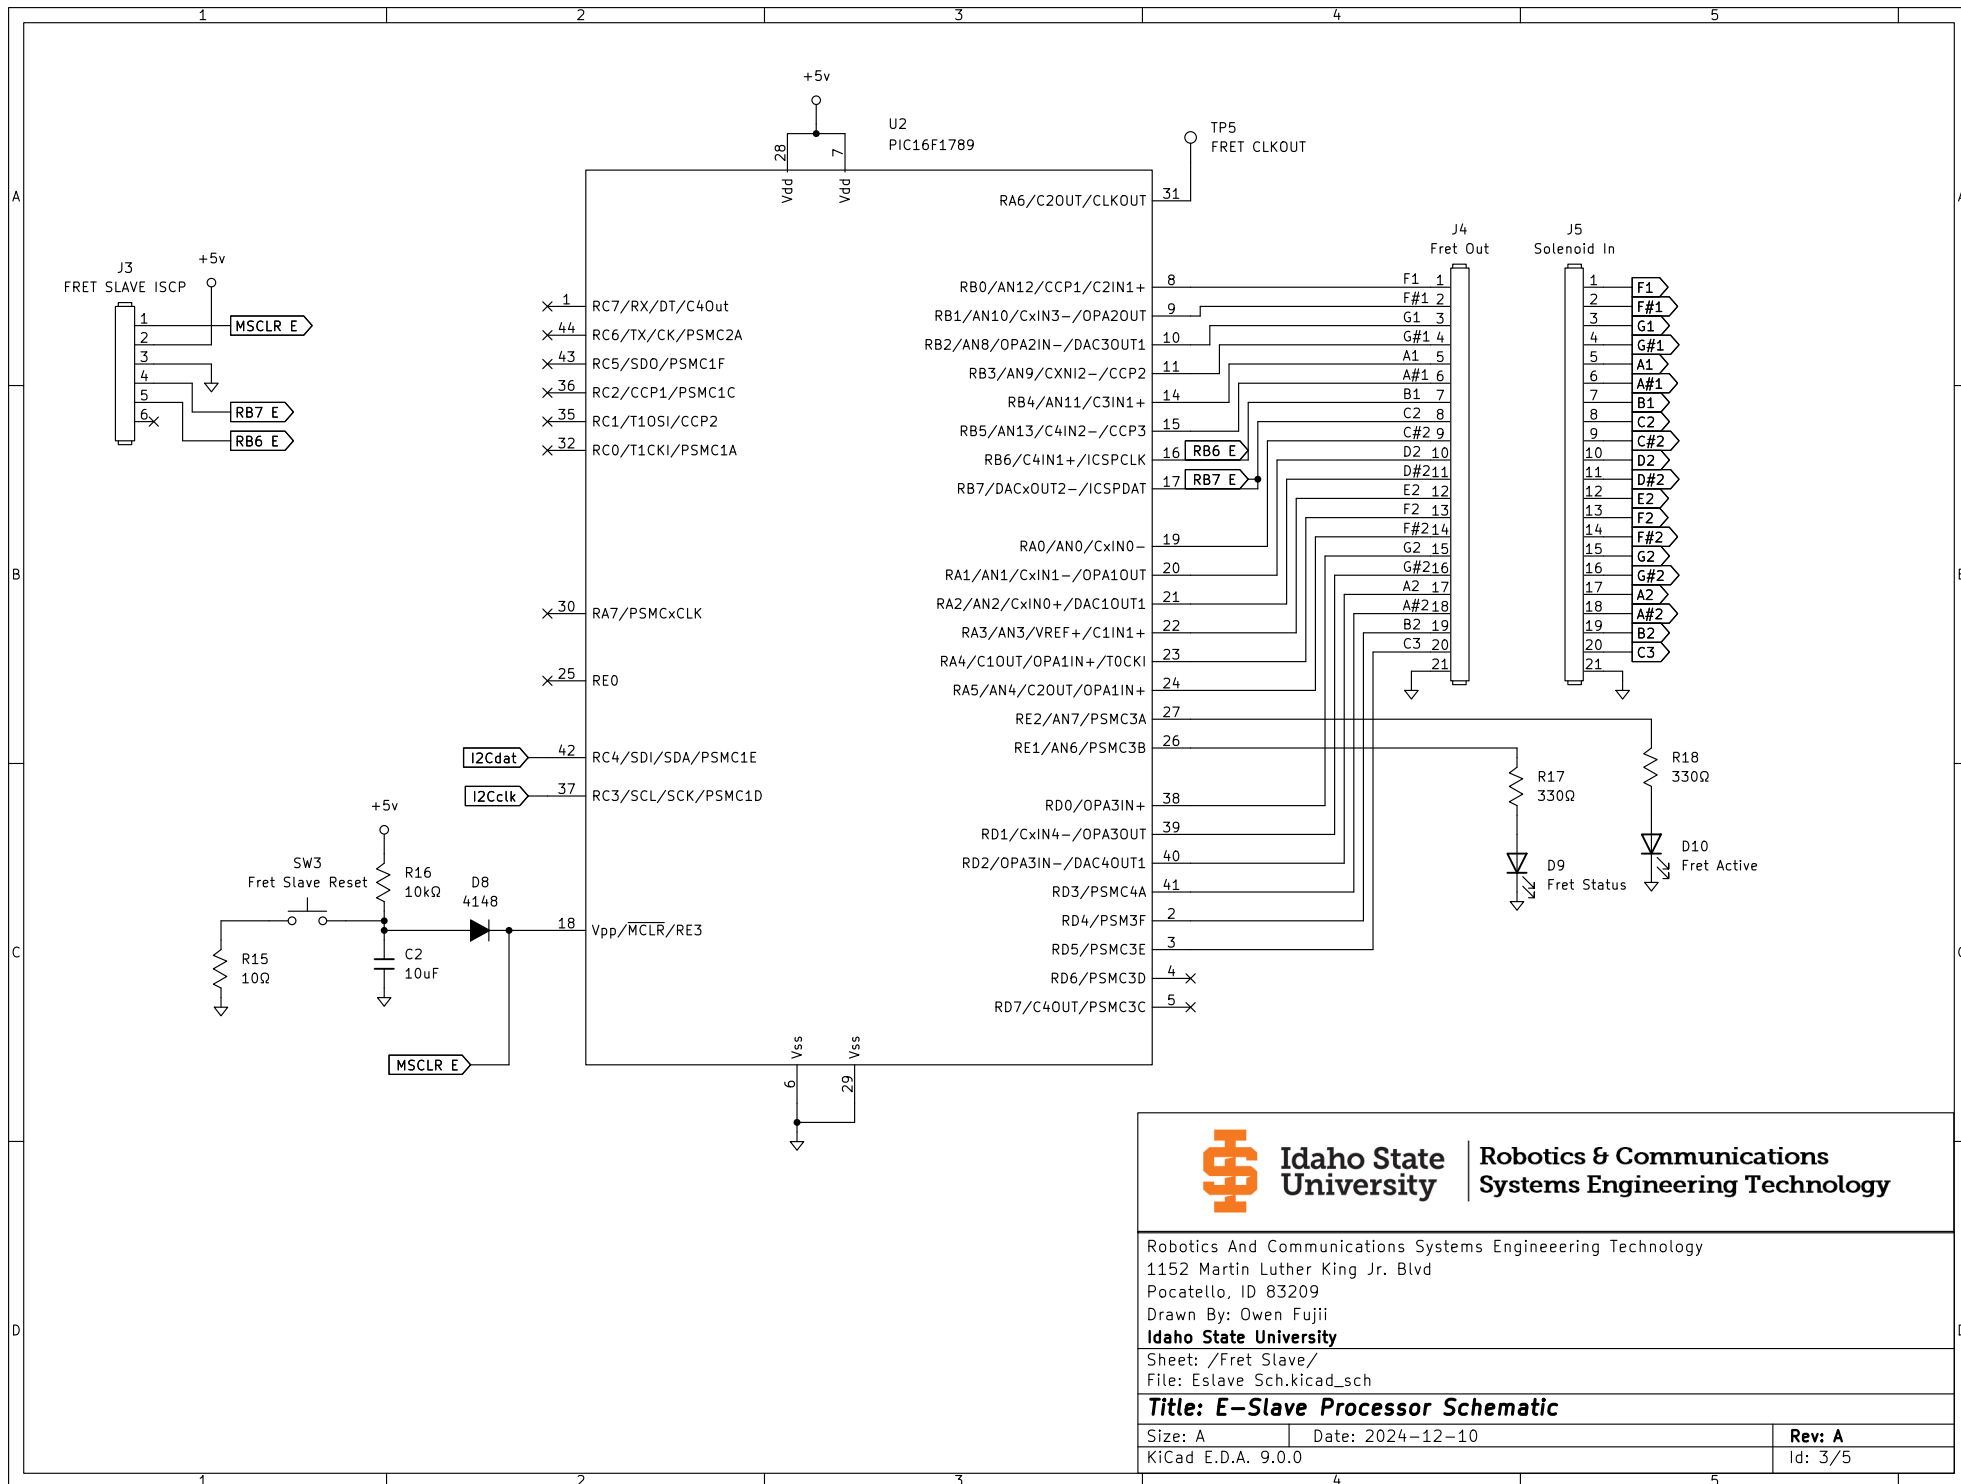 1 2 3 4 5
A
B
C
D
+5v
U2
PIC16F1789
28
Vdd
7
Vdd
TP5
FRET CLKOUT
RA6/C2OUT/CLKOUT 31
J3
FRET SLAVE ISCP
+5v
1 MSCLR E
2
3
4
5
6
RB7 E
RB6 E
1 RC7/RX/DT/C4Out
44 RC6/TX/CK/PSMC2A
43 RC5/SDO/PSMC1F
36 RC2/CCP1/PSMC1C
35 RC1/T1OSI/CCP2
32 RC0/T1CKI/PSMC1A
30 RA7/PSMCxCLK
25 RE0
I2Cdat 42 RC4/SDI/SDA/PSMC1E
I2Cclk 37 RC3/SCL/SCK/PSMC1D
+5v
SW3
Fret Slave Reset
R16
10kΩ
D8
4148
18 Vpp/MCLR/RE3
R15
10Ω
C2
10uF
MSCLR E
Vss
6
Vss
29
RB0/AN12/CCP1/C2IN1+ 8
RB1/AN10/CxIN3-/OPA2OUT 9
RB2/AN8/OPA2IN-/DAC3OUT1 10
RB3/AN9/CXNI2-/CCP2 11
RB4/AN11/C3IN1+ 14
RB5/AN13/C4IN2-/CCP3 15
RB6/C4IN1+/ICSPCLK 16 RB6 E
RB7/DACxOUT2-/ICSPDAT 17 RB7 E
RA0/AN0/CxIN0- 19
RA1/AN1/CxIN1-/OPA1OUT 20
RA2/AN2/CxIN0+/DAC1OUT1 21
RA3/AN3/VREF+/C1IN1+ 22
RA4/C1OUT/OPA1IN+/T0CKI 23
RA5/AN4/C2OUT/OPA1IN+ 24
RE2/AN7/PSMC3A 27
RE1/AN6/PSMC3B 26
RD0/OPA3IN+ 38
RD1/CxIN4-/OPA3OUT 39
RD2/OPA3IN-/DAC4OUT1 40
RD3/PSMC4A 41
RD4/PSM3F 2
RD5/PSMC3E 3
RD6/PSMC3D 4
RD7/C4OUT/PSMC3C 5
J4
Fret Out
F1 1
F#1 2
G1 3
G#1 4
A1 5
A#1 6
B1 7
C2 8
C#2 9
D2 10
D#2 11
E2 12
F2 13
F#2 14
G2 15
G#2 16
A2 17
A#2 18
B2 19
C3 20
21
J5
Solenoid In
1 F1
2 F#1
3 G1
4 G#1
5 A1
6 A#1
7 B1
8 C2
9 C#2
10 D2
11 D#2
12 E2
13 F2
14 F#2
15 G2
16 G#2
17 A2
18 A#2
19 B2
20 C3
21
R17
330Ω
R18
330Ω
D9
Fret Status
D10
Fret Active
Idaho State
University
Robotics & Communications
Systems Engineering Technology
Robotics And Communications Systems Engineeering Technology
1152 Martin Luther King Jr. Blvd
Pocatello, ID 83209
Drawn By: Owen Fujii
Idaho State University
Sheet: /Fret Slave/
File: Eslave Sch.kicad_sch
Title: E-Slave Processor Schematic
Size: A Date: 2024-12-10 Rev: A
KiCad E.D.A. 9.0.0 Id: 3/5
1 2 3 4 5